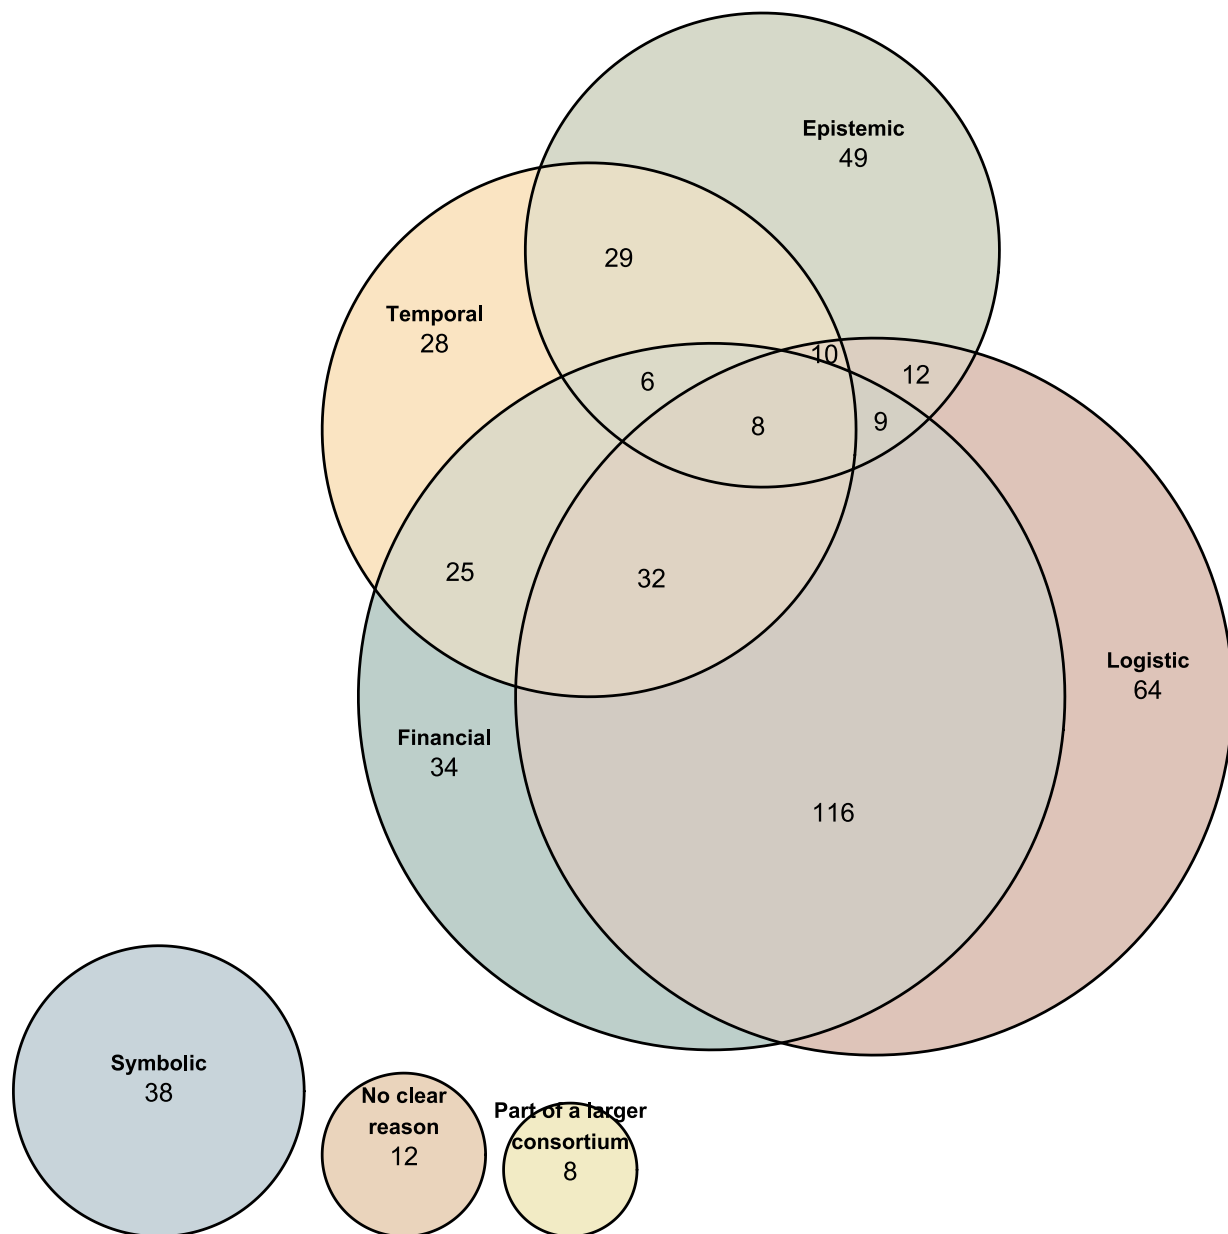 Epistemic
49
29
Temporal
28
10
12
6
9
8
25
32
Logistic
64
Financial
34
116
Symbolic
38
No clear
reason
12
Part of a larger
consortium
8